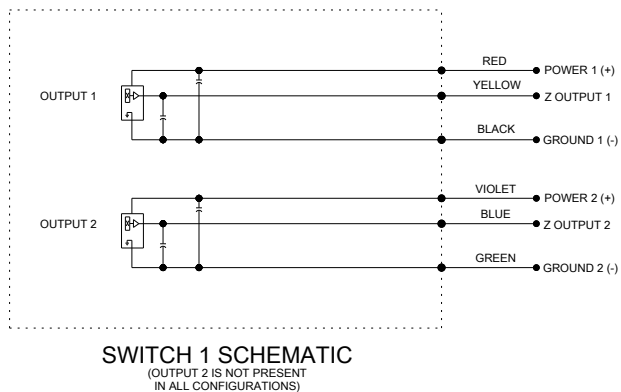 RED
POWER 1 (+)
OUTPUT 1
YELLOW
Z OUTPUT 1
BLACK
GROUND 1 (-)
VIOLET
POWER 2 (+)
OUTPUT 2
BLUE
Z OUTPUT 2
GREEN
GROUND 2 (-)
SWITCH 1 SCHEMATIC
(OUTPUT 2 IS NOT PRESENT
IN ALL CONFIGURATIONS)